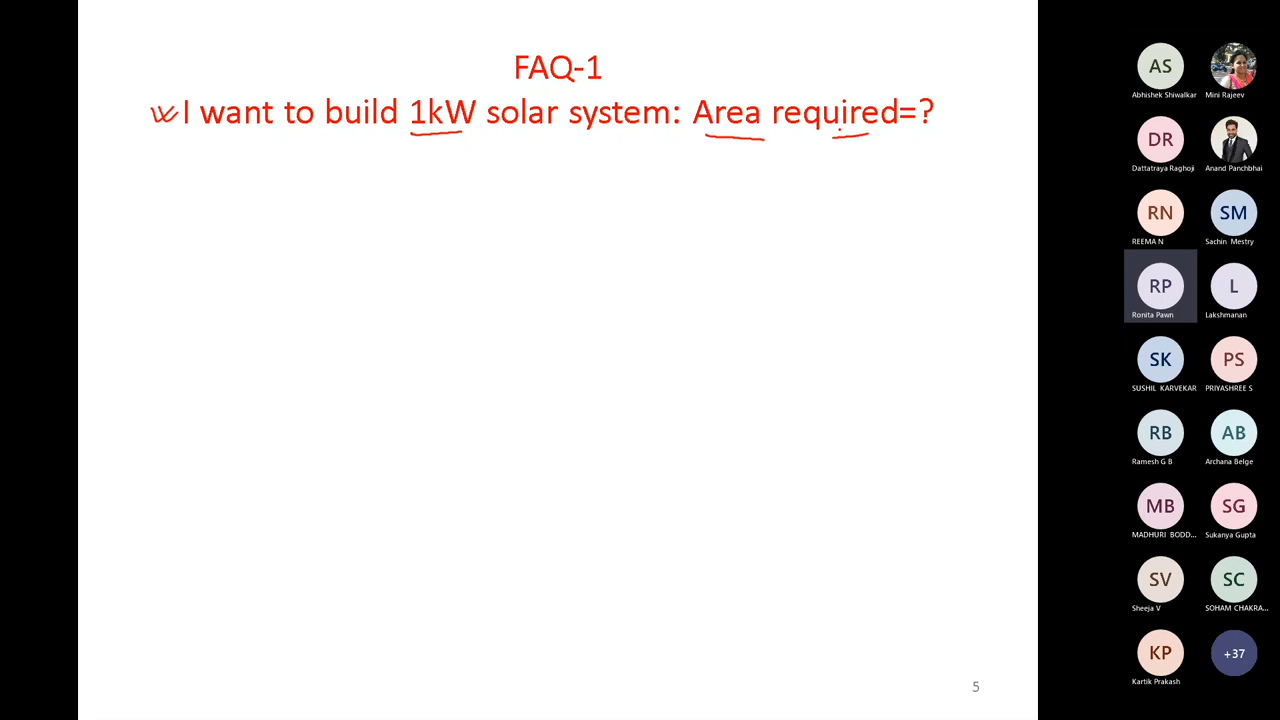 FAQ-1
I want to build 1kW solar system: Area required=?
5
AS
Abhishek Shiwalkar
Mini Rajeev
DR
Dattatraya Raghoji
Anand Panchbhai
RN
REEMA N
SM
Sachin Mestry
RP
Ronita Pawn
L
Lakshmanan
SK
SUSHIL KARVEKAR
PS
PRIYASHREE S
RB
Ramesh G B
AB
Archana Belge
MB
MADHURI BODD...
SG
Sukanya Gupta
SV
Sheeja V
SC
SOHAM CHAKRA...
KP
Kartik Prakash
+37